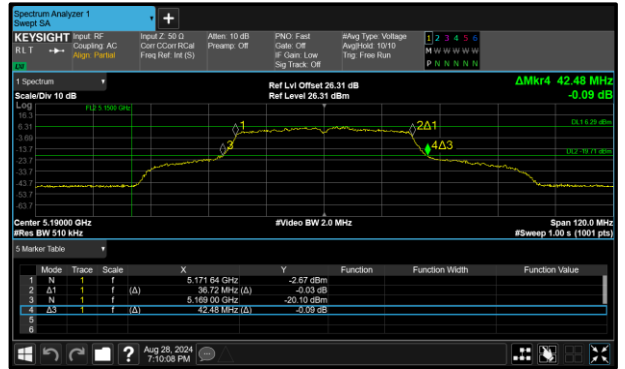 Spectrum Analyzer 1
Swept SA
+
KEYSIGHT Input: RF Input Z: 50 Ω Atten: 10 dB PNO: Fast #Avg Type: Voltage 1 2 3 4 5 6
RLT Coupling: AC Corr CCorr RCal Preamp: Off Gate: Off Avg|Hold: 10/10 M W W W W W
Align: Partial Freq Ref: Int (S) IF Gain: Low Trig: Free Run P N N N N N
Sig Track: Off
1 Spectrum Ref Lvl Offset 26.31 dB ΔMkr4 42.48 MHz
Scale/Div 10 dB Ref Level 26.31 dBm -0.09 dB
Log
16.3 FL2 5.1500 GHz
6.31 1 2Δ1 DL1 6.29 dBm
-3.69
-13.7 3 4Δ3 DL2 -19.71 dBm
-23.7
-33.7
-43.7
-53.7
-63.7
Center 5.19000 GHz #Video BW 2.0 MHz Span 120.0 MHz
#Res BW 510 kHz #Sweep 1.00 s (1001 pts)
5 Marker Table
Mode Trace Scale X Y Function Function Width Function Value
1 N 1 f 5.171 64 GHz -2.67 dBm
2 Δ1 1 f (Δ) 36.72 MHz (Δ) -0.03 dB
3 N 1 f 5.169 00 GHz -20.10 dBm
4 Δ3 1 f (Δ) 42.48 MHz (Δ) -0.09 dB
5
6
? Aug 28, 2024
7:10:08 PM